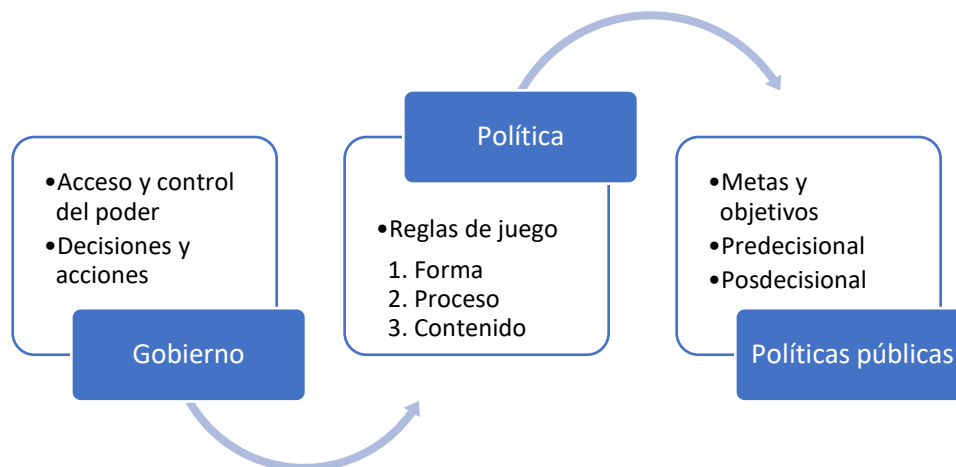 •Acceso y control
del poder
•Decisiones y
acciones
Gobierno
Política
•Reglas de juego
1. Forma
2. Proceso
3. Contenido
•Metas y
objetivos
•Predecisional
•Posdecisional
Políticas públicas